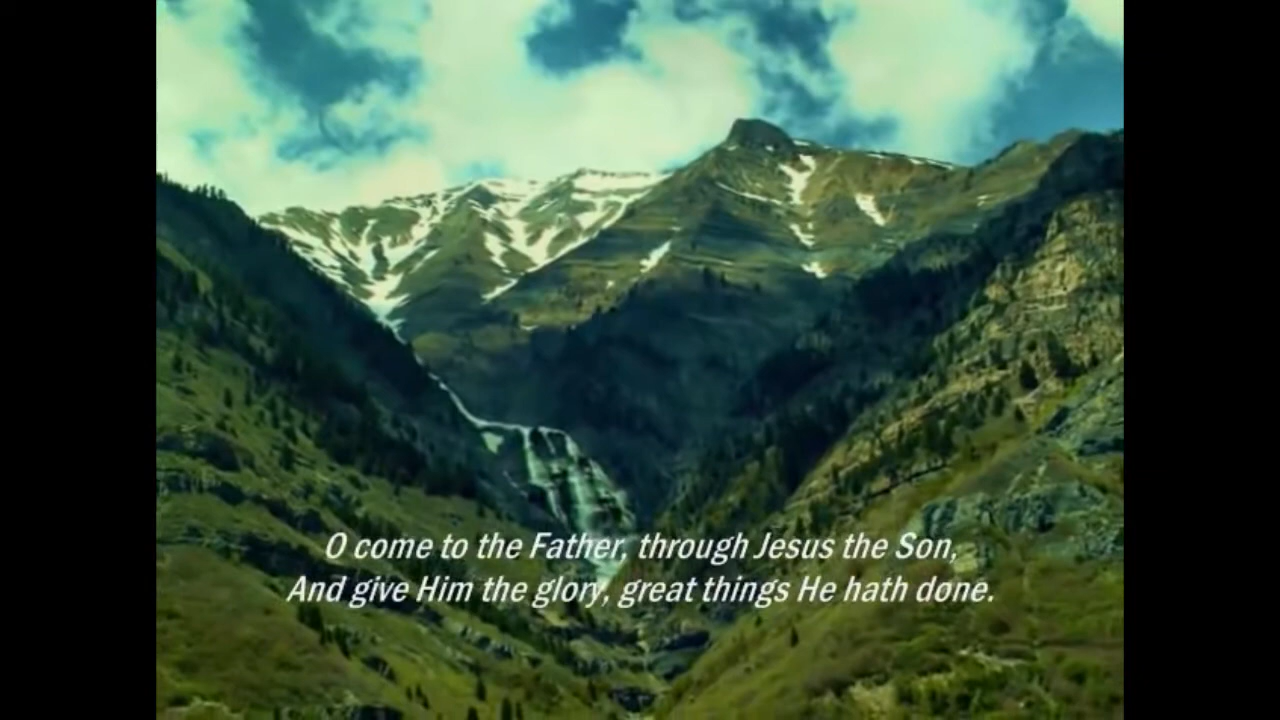 O come to the Father, through Jesus the Son,
And give Him the glory, great things He hath done.